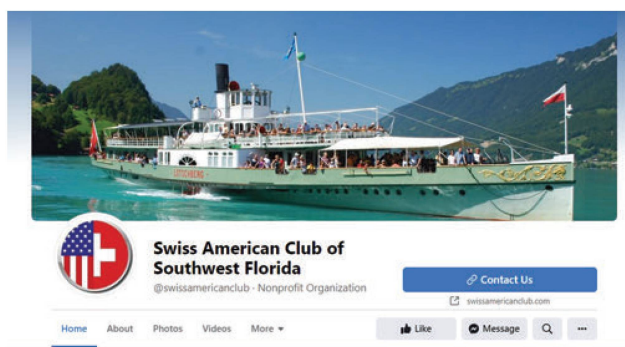 LÖTSCHBERG
Swiss American Club of
Southwest Florida
@swissamericanclub · Nonprofit Organization
Contact Us
swissamericanclub.com
Home About Photos Videos More Like Message